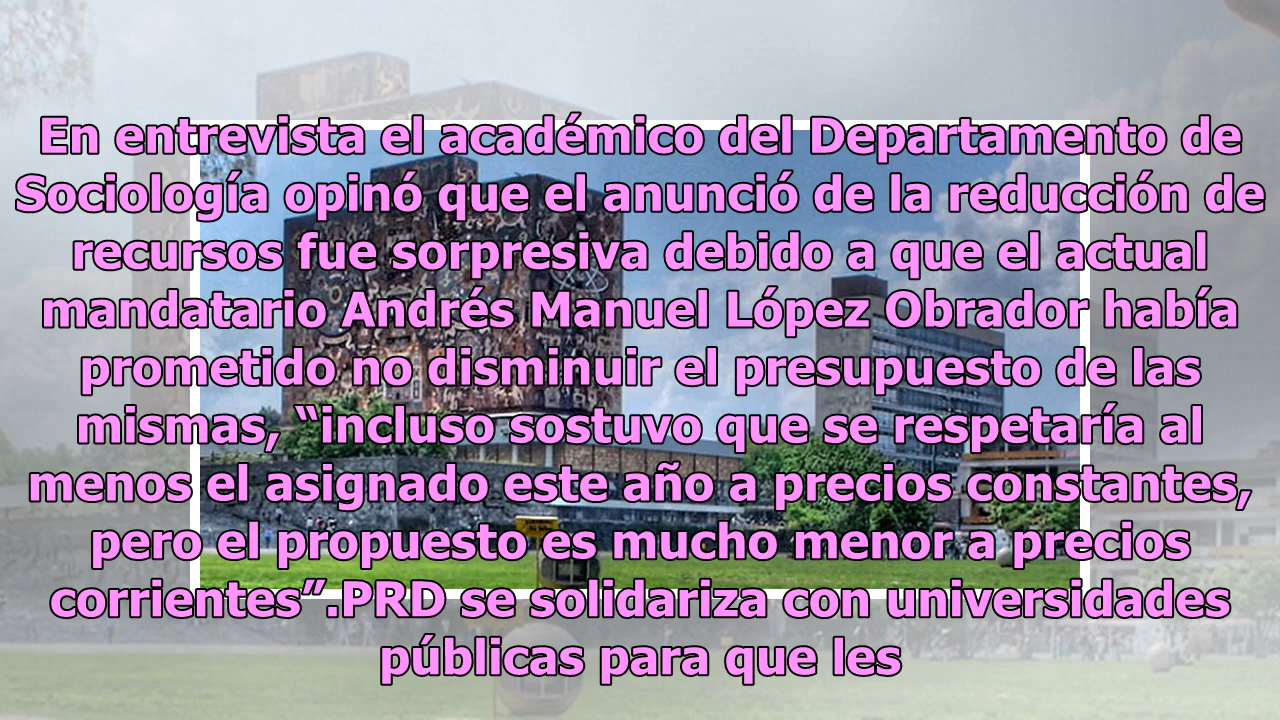 En entrevista el académico del Departamento de
Sociología opinó que el anunció de la reducción de
recursos fue sorpresiva debido a que el actual
mandatario Andrés Manuel López Obrador había
prometido no disminuir el presupuesto de las
mismas, “incluso sostuvo que se respetaría al
menos el asignado este año a precios constantes,
pero el propuesto es mucho menor a precios
corrientes”.PRD se solidariza con universidades
públicas para que les